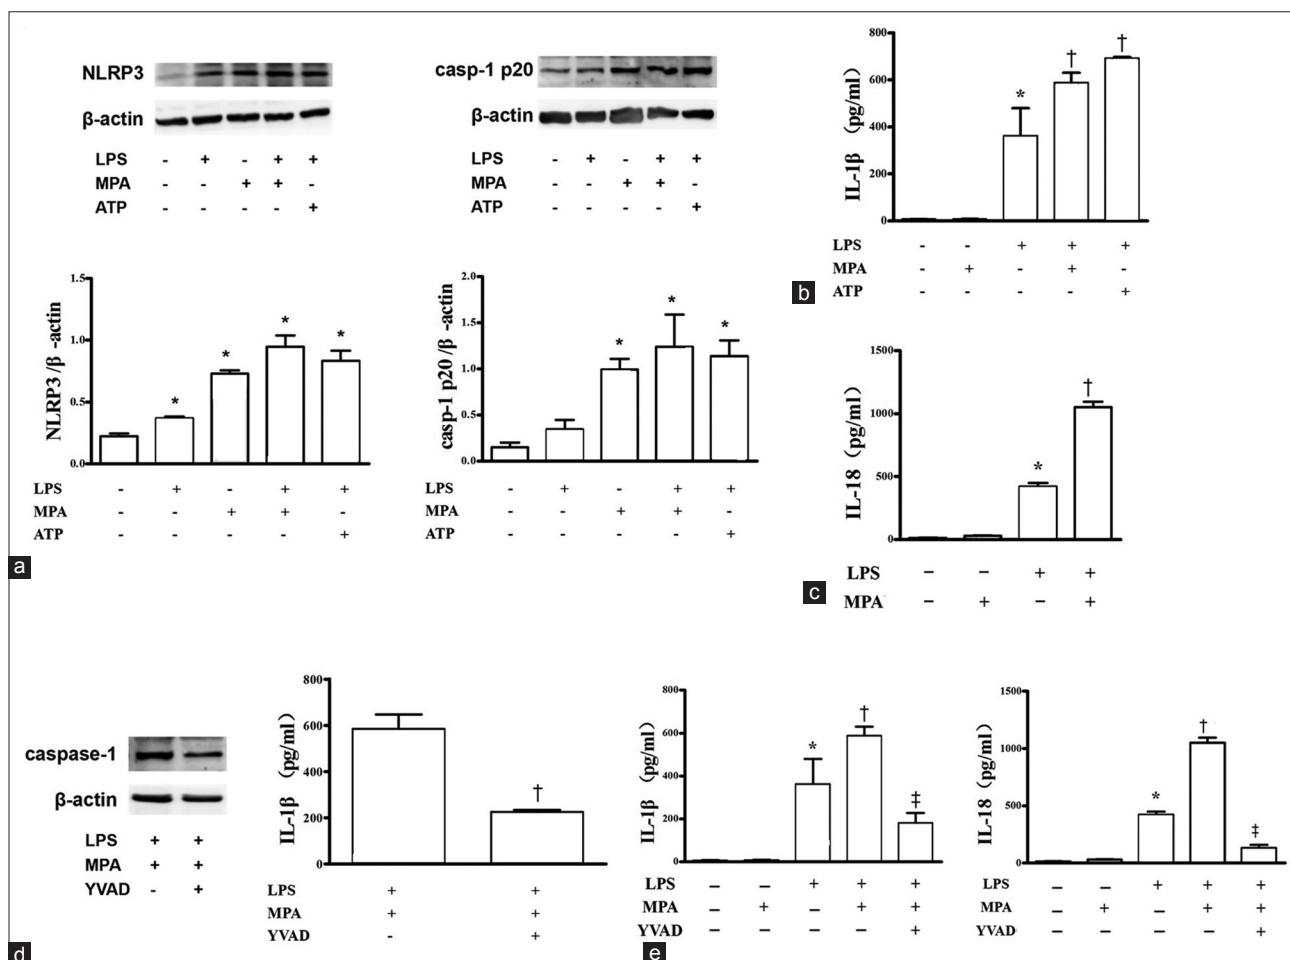 NLRP3
β-actin
LPS - + - + +
MPA - - + + -
ATP - - - - +
casp-1 p20
β-actin
LPS - + - + +
MPA - - + + -
ATP - - - - +
NLRP3/β-actin
1.5
1.0
0.5
0.0
* * * *
LPS - + - + +
MPA - - + + -
ATP - - - - +
casp-1 p20/β-actin
2.0
1.5
1.0
0.5
0.0
* * *
LPS - + - + +
MPA - - + + -
ATP - - - - +
a
IL-1β (pg/ml)
800
600
400
200
0
* † †
LPS - - + + +
MPA - + - + -
ATP - - - - +
b
IL-18 (pg/ml)
1500
1000
500
0
* †
LPS – – + +
MPA – + – +
c
caspase-1
β-actin
LPS + +
MPA + +
YVAD - +
IL-1β (pg/ml)
800
600
400
200
0
†
LPS + +
MPA + +
YVAD - +
d
IL-1β (pg/ml)
800
600
400
200
0
* † ‡
LPS – – + + +
MPA – + – + +
YVAD – – – – +
IL-18 (pg/ml)
1500
1000
500
0
* † ‡
LPS – – + + +
MPA – + – + +
YVAD – – – – +
e